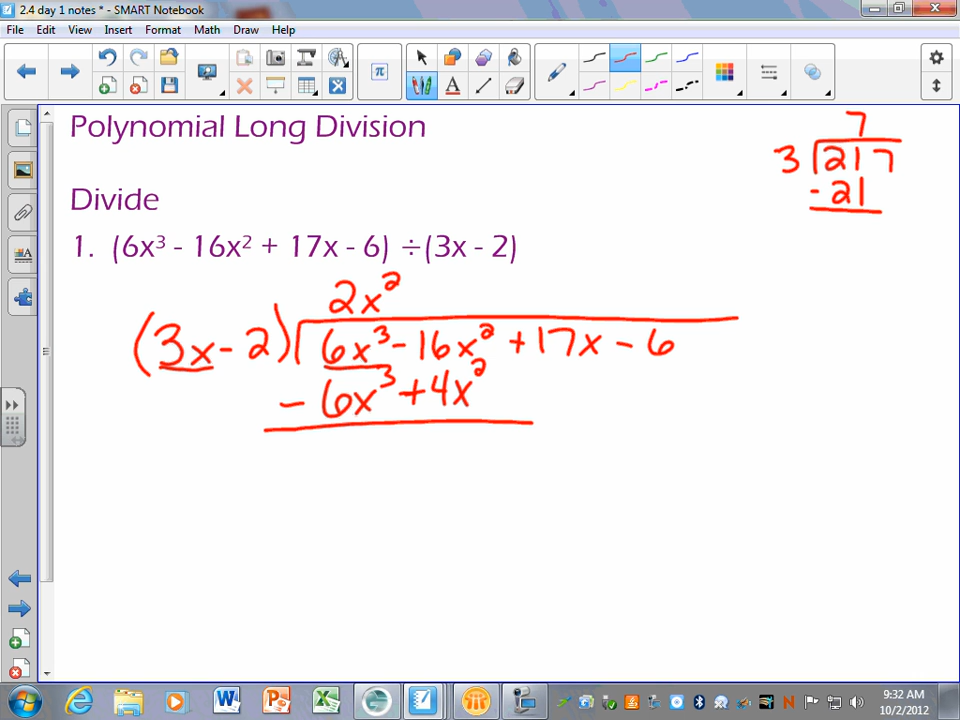 2.4 day 1 notes * - SMART Notebook
File Edit View Insert Format Math Draw Help
Polynomial Long Division
7
3 217
- 21
Divide
1. (6x³ - 16x² + 17x - 6) ÷ (3x - 2)
2x²
(3x - 2) 6x³ - 16x² + 17x - 6
- 6x³ + 4x²
9:32 AM
10/2/2012